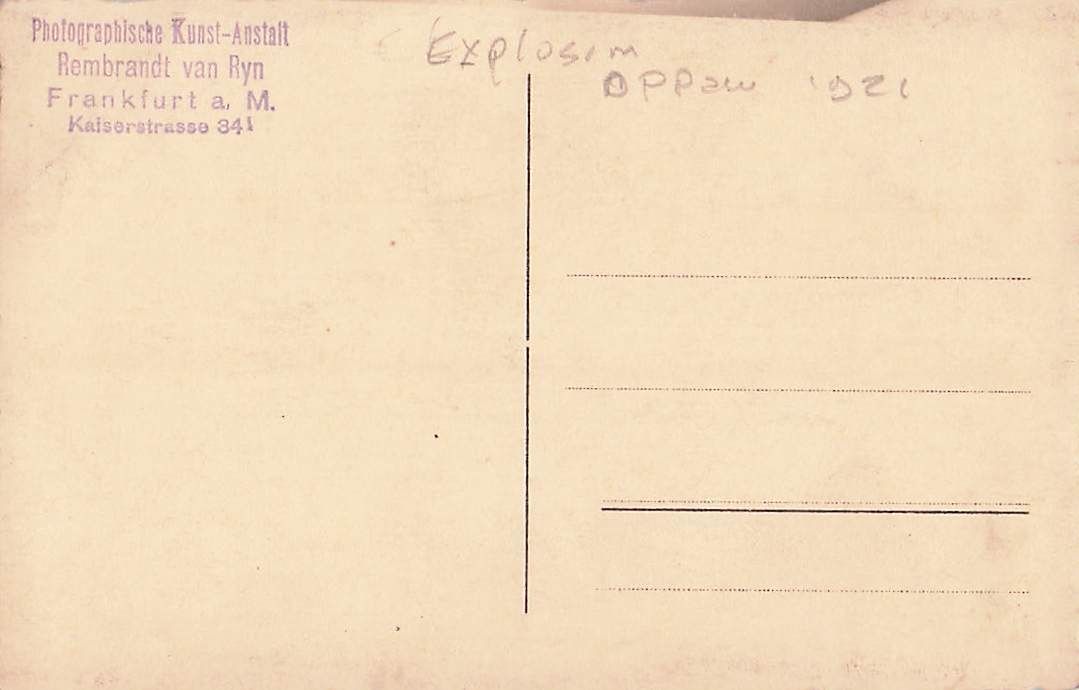 Photographische Kunst-Anstalt
Rembrandt van Ryn
Frankfurt a. M.
Kaiserstrasse 34 I
Explosion
Oppau 1921